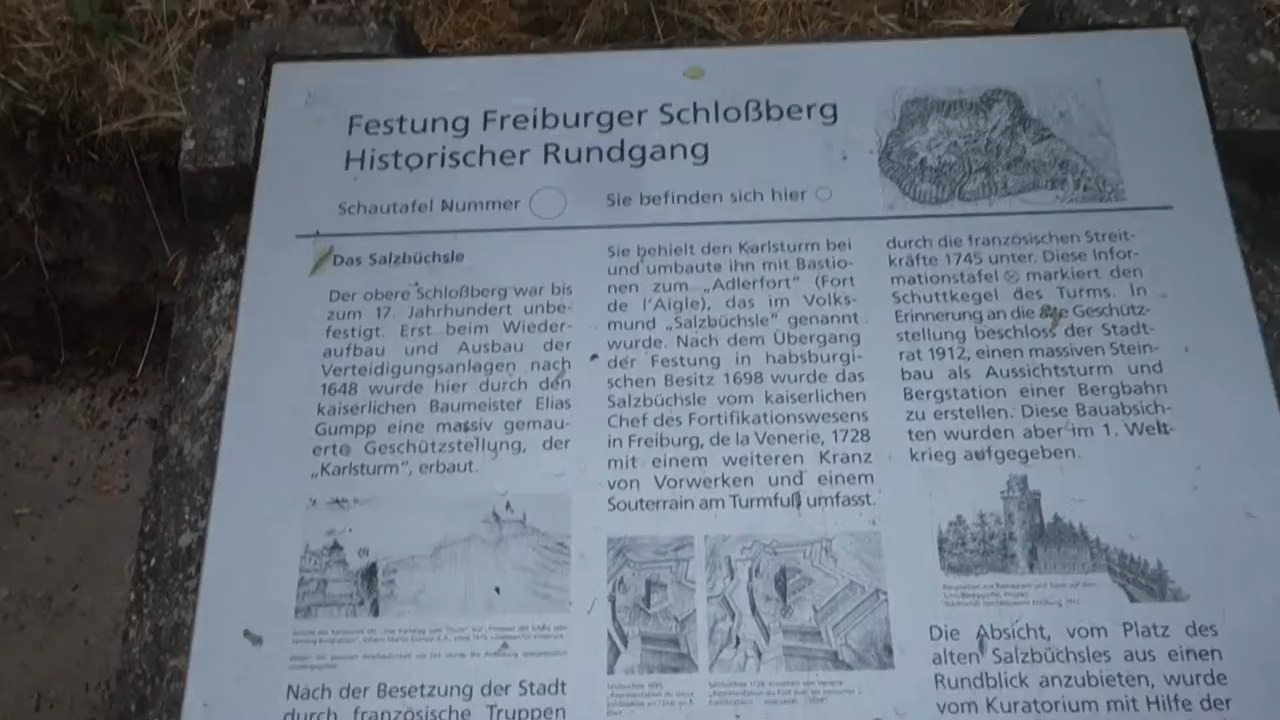 Festung Freiburger Schloßberg
Historischer Rundgang
Schautafel Nummer
Sie befinden sich hier
Das Salzbüchsle
Der obere Schloßberg war bis
zum 17. Jahrhundert unbe-
festigt. Erst beim Wieder-
aufbau und Ausbau der
Verteidigungsanlagen nach
1648 wurde hier durch den
kaiserlichen Baumeister Elias
Gumpp eine massiv gemau-
erte Geschützstellung, der
„Karlsturm“, erbaut.
Nach der Besetzung der Stadt
durch französische Truppen
Sie behielt den Karlsturm bei
und umbaute ihn mit Bastio-
nen zum „Adlerfort“ (Fort
de l'Aigle), das im Volks-
mund „Salzbüchsle“ genannt
wurde. Nach dem Übergang
der Festung in habsburgi-
schen Besitz 1698 wurde das
Salzbüchsle vom kaiserlichen
Chef des Fortifikationswesens
in Freiburg, de la Venerie, 1728
mit einem weiteren Kranz
von Vorwerken und einem
Souterrain am Turmfuß umfasst.
durch die französischen Streit-
kräfte 1745 unter. Diese Infor-
mationstafel ⊗ markiert den
Schuttkegel des Turms. In
Erinnerung an die alte Geschütz-
stellung beschloss der Stadt-
rat 1912, einen massiven Stein-
bau als Aussichtsturm und
Bergstation einer Bergbahn
zu erstellen. Diese Bauabsich-
ten wurden aber im 1. Welt-
krieg aufgegeben.
Die Absicht, vom Platz des
alten Salzbüchsles aus einen
Rundblick anzubieten, wurde
vom Kuratorium mit Hilfe der